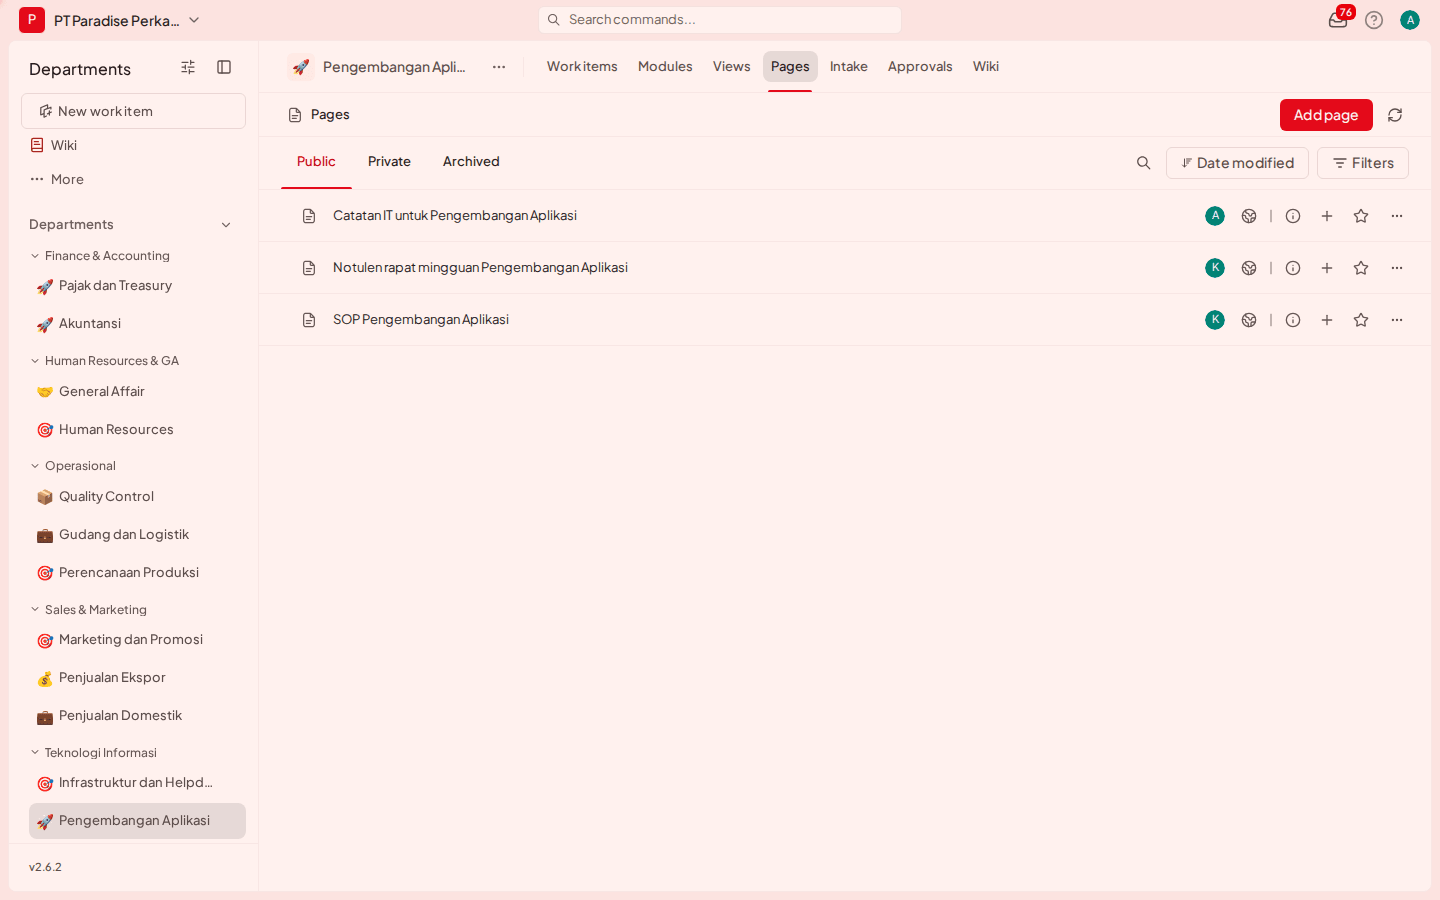 P PT Paradise Perka...
Search commands...
76
A
Departments
New work item
Wiki
More
Departments
Finance & Accounting
Pajak dan Treasury
Akuntansi
Human Resources & GA
General Affair
Human Resources
Operasional
Quality Control
Gudang dan Logistik
Perencanaan Produksi
Sales & Marketing
Marketing dan Promosi
Penjualan Ekspor
Penjualan Domestik
Teknologi Informasi
Infrastruktur dan Helpd...
Pengembangan Aplikasi
v2.6.2
Pengembangan Apli... Work items Modules Views Pages Intake Approvals Wiki
Pages Add page
Public Private Archived Date modified Filters
Catatan IT untuk Pengembangan Aplikasi A
Notulen rapat mingguan Pengembangan Aplikasi K
SOP Pengembangan Aplikasi K